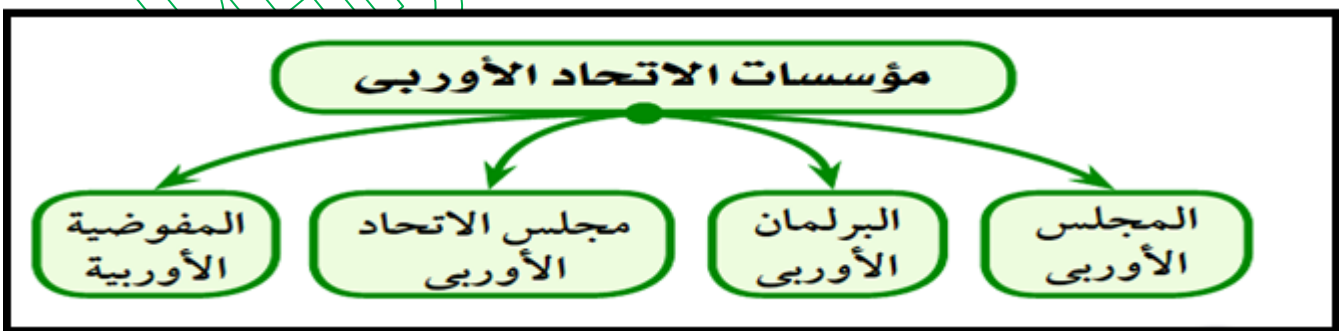 مؤسسات الاتحاد الأوربى
المجلس
الأوربى
البرلمان
الأوربى
مجلس الاتحاد
الأوربى
المفوضية
الأوربية